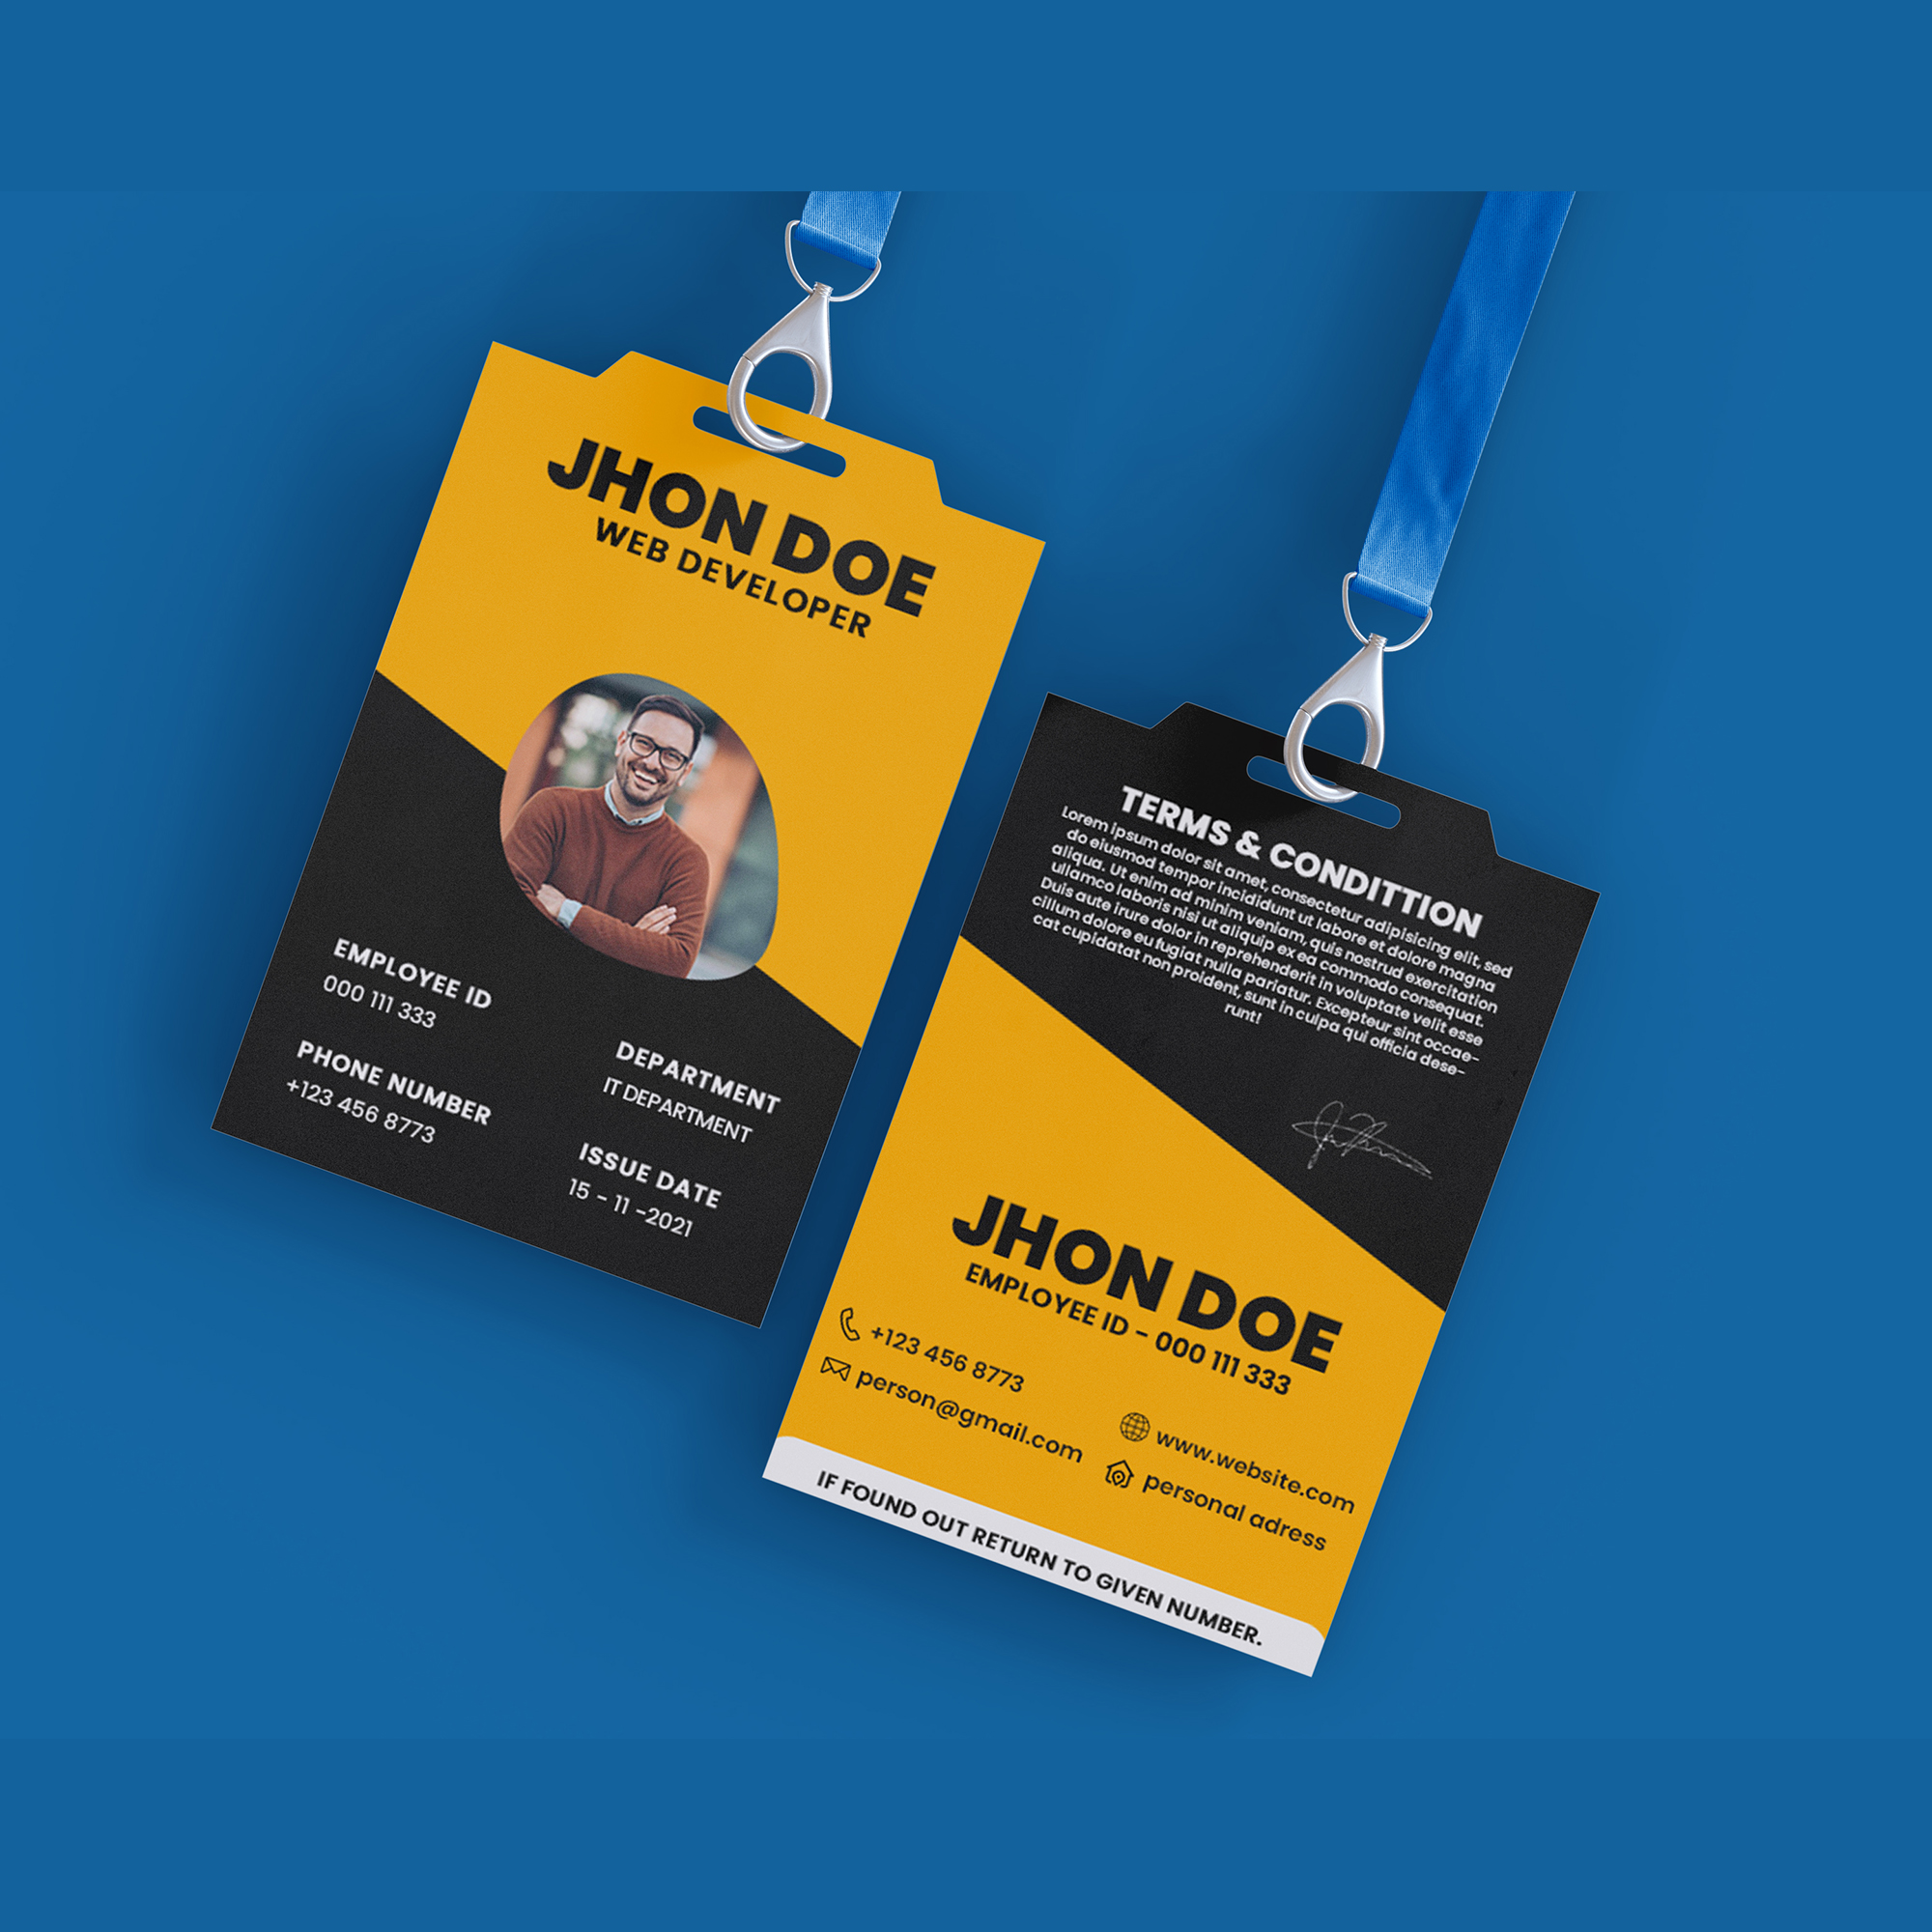 JHON DOE
WEB DEVELOPER
EMPLOYEE ID
000 111 333
PHONE NUMBER
+123 456 8773
DEPARTMENT
IT DEPARTMENT
ISSUE DATE
15 - 11 -2021
TERMS & CONDITTION
Lorem ipsum dolor sit amet, consectetur adipisicing elit, sed
do eiusmod tempor incididunt ut labore et dolore magna
aliqua. Ut enim ad minim veniam, quis nostrud exercitation
ullamco laboris nisi ut aliquip ex ea commodo consequat.
Duis aute irure dolor in reprehenderit in voluptate velit esse
cillum dolore eu fugiat nulla pariatur. Excepteur sint occae-
cat cupidatat non proident, sunt in culpa qui officia dese-
runt!
JHON DOE
EMPLOYEE ID - 000 111 333
+123 456 8773
person@gmail.com
www.website.com
personal adress
IF FOUND OUT RETURN TO GIVEN NUMBER.